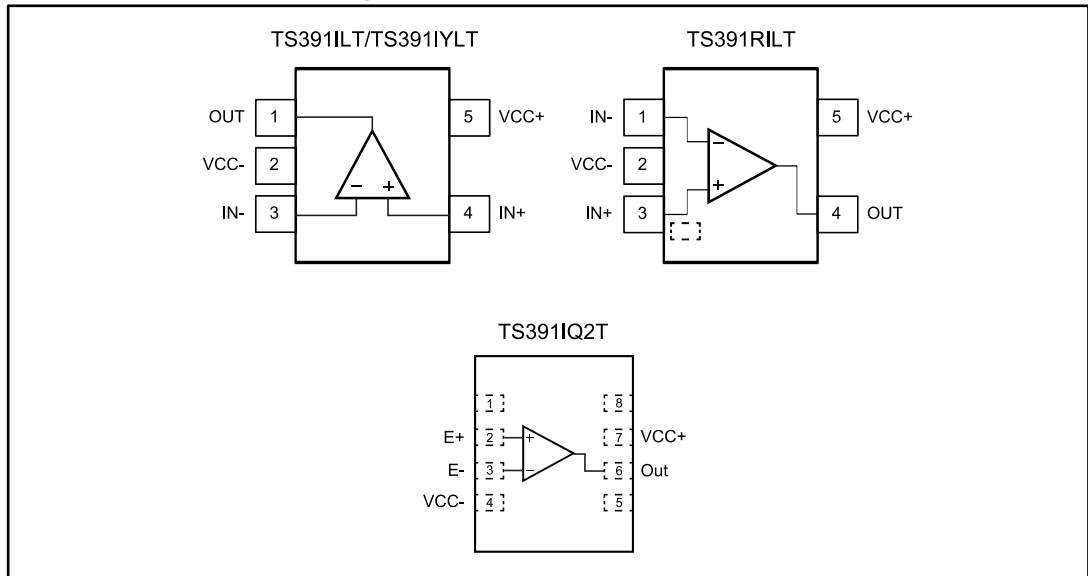 TS391ILT/TS391IYLT
OUT 1 5 VCC+
VCC- 2
IN- 3 4 IN+
- +
TS391RILT
IN- 1 5 VCC+
VCC- 2
IN+ 3 4 OUT
-
+
TS391IQ2T
1 8
E+ 2 + 7 VCC+
E- 3 - 6 Out
VCC- 4 5